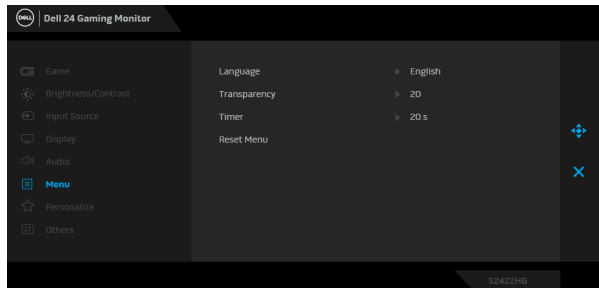 DELL Dell 24 Gaming Monitor
Game
Brightness/Contrast
Input Source
Display
Audio
Menu
Personalize
Others
Language English
Transparency 20
Timer 20 s
Reset Menu
S2422HG